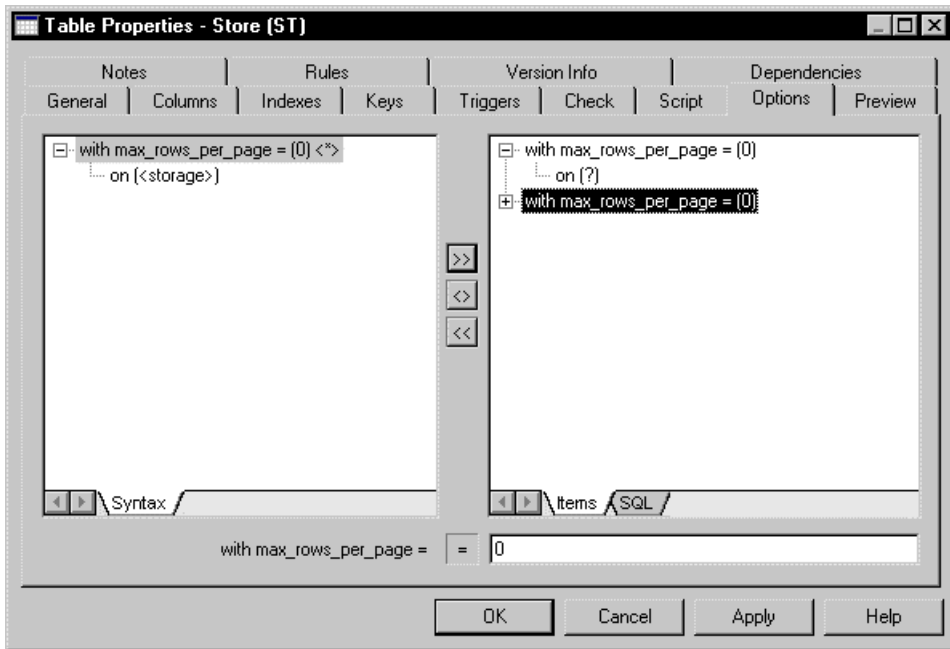 Table Properties - Store (ST)
Notes Rules Version Info Dependencies
General Columns Indexes Keys Triggers Check Script Options Preview
with max_rows_per_page = (0) <*>
on (<storage>)
with max_rows_per_page = (0)
on (?)
with max_rows_per_page = (0)
>>
<>
<<
Syntax
Items SQL
with max_rows_per_page = = 0
OK Cancel Apply Help